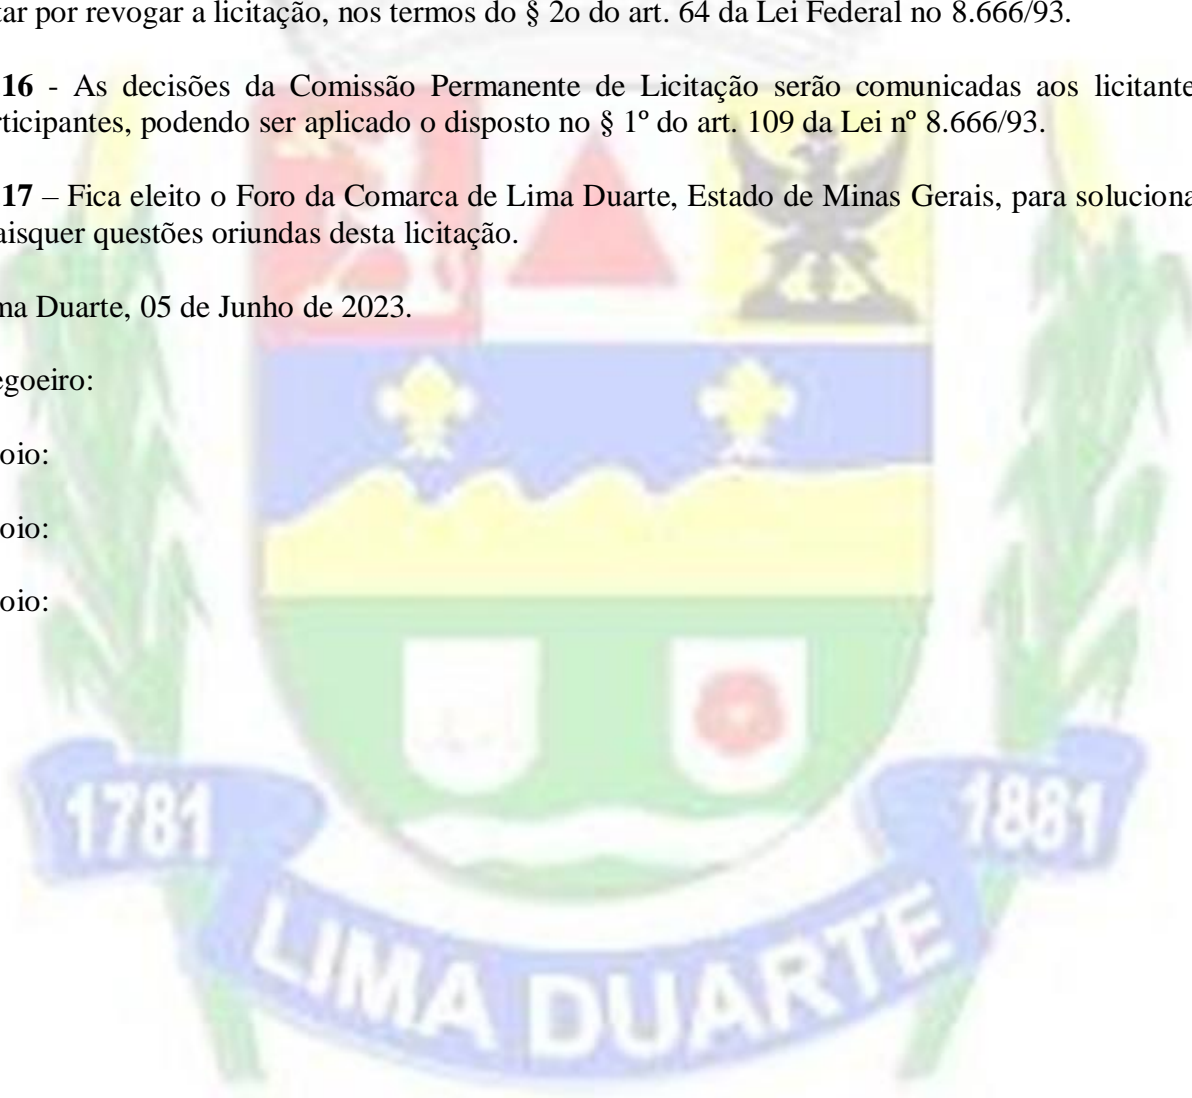 tar por revogar a licitação, nos termos do § 2o do art. 64 da Lei Federal no 8.666/93.
16 - As decisões da Comissão Permanente de Licitação serão comunicadas aos licitante
rticipantes, podendo ser aplicado o disposto no § 1º do art. 109 da Lei nº 8.666/93.
17 – Fica eleito o Foro da Comarca de Lima Duarte, Estado de Minas Gerais, para soluciona
aisquer questões oriundas desta licitação.
ma Duarte, 05 de Junho de 2023.
egoeiro:
oio:
oio:
oio:
1781
1881
LIMA DUARTE